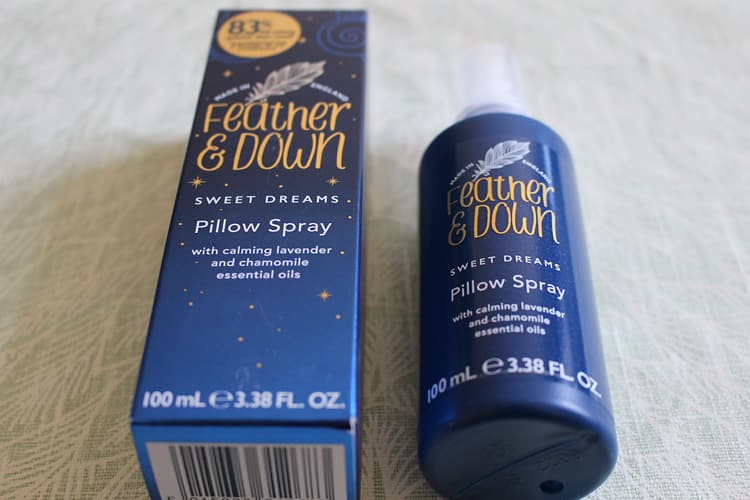 83%
MADE IN ENGLAND
Feather
& DOWN
SWEET DREAMS
Pillow Spray
with calming lavender
and chamomile
essential oils
100 mL ℮ 3.38 FL. OZ.
MADE IN ENGLAND
Feather
& DOWN
SWEET DREAMS
Pillow Spray
with calming lavender
and chamomile
essential oils
100 mL ℮ 3.38 FL. OZ.